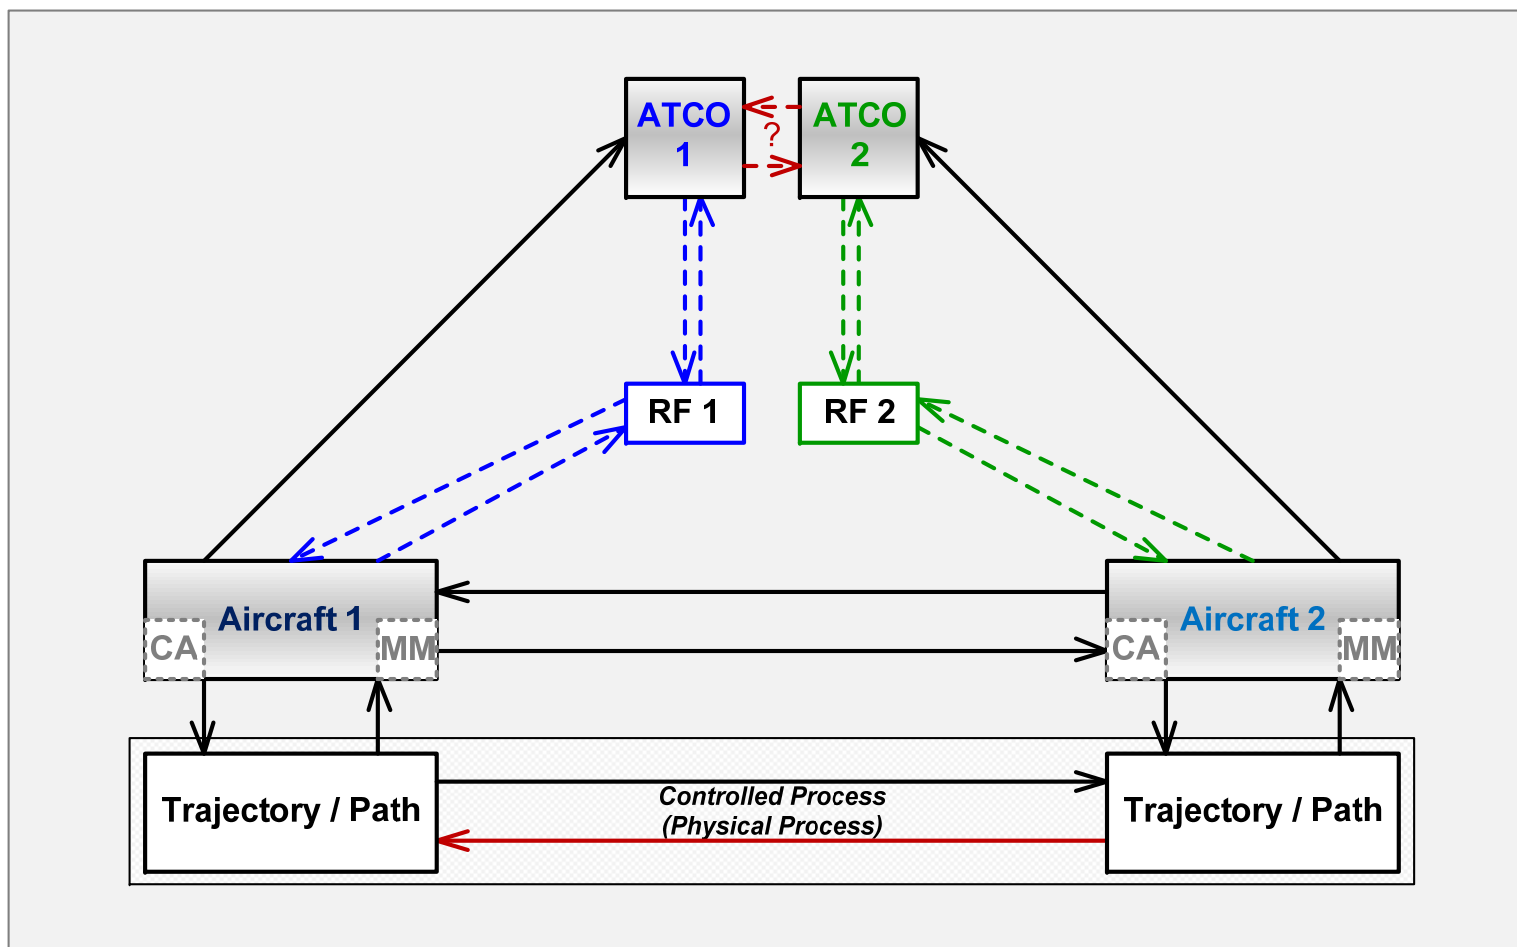 ATCO
1
?
ATCO
2
RF 1
RF 2
Aircraft 1
CA
MM
Aircraft 2
CA
MM
Trajectory / Path
Controlled Process
(Physical Process)
Trajectory / Path